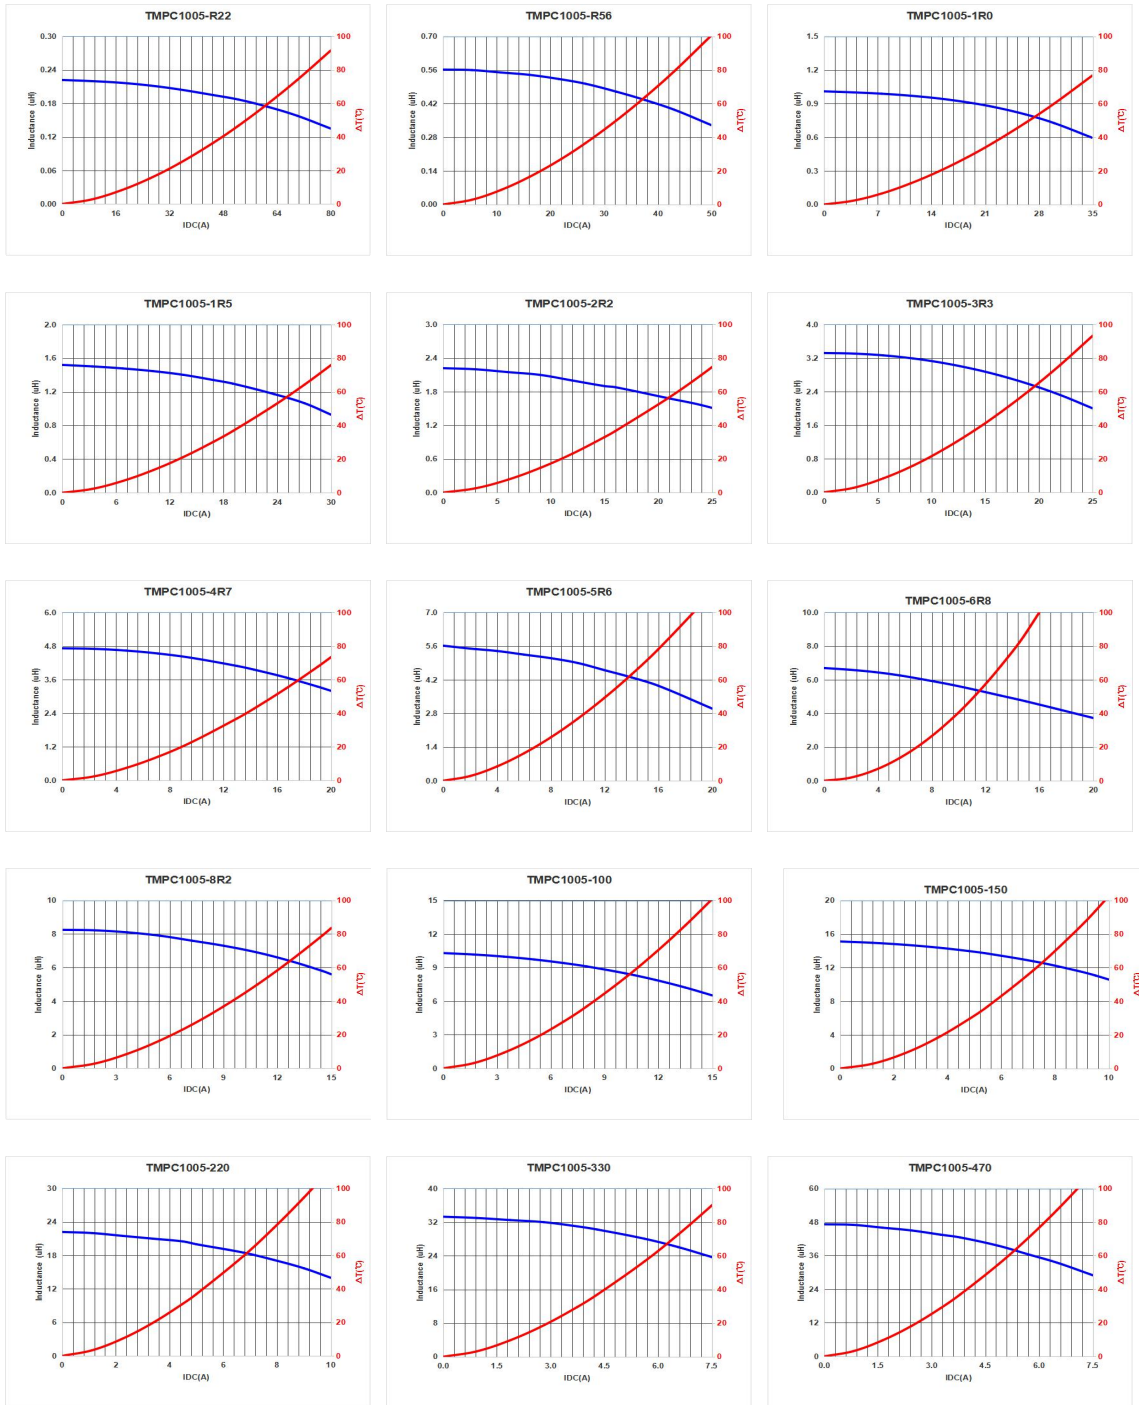 TMPC1005-R22
0.30 0.24 0.18 0.12 0.06 0.00
Inductance (uH)
100 80 60 40 20 0
ΔT(℃)
0 16 32 48 64 80
IDC(A)
TMPC1005-R56
0.70 0.56 0.42 0.28 0.14 0.00
Inductance (uH)
100 80 60 40 20 0
ΔT(℃)
0 10 20 30 40 50
IDC(A)
TMPC1005-1R0
1.5 1.2 0.9 0.6 0.3 0.0
Inductance (uH)
100 80 60 40 20 0
ΔT(℃)
0 7 14 21 28 35
IDC(A)
TMPC1005-1R5
2.0 1.6 1.2 0.8 0.4 0.0
Inductance (uH)
100 80 60 40 20 0
ΔT(℃)
0 6 12 18 24 30
IDC(A)
TMPC1005-2R2
3.0 2.4 1.8 1.2 0.6 0.0
Inductance (uH)
100 80 60 40 20 0
ΔT(℃)
0 5 10 15 20 25
IDC(A)
TMPC1005-3R3
4.0 3.2 2.4 1.6 0.8 0.0
Inductance (uH)
100 80 60 40 20 0
ΔT(℃)
0 5 10 15 20 25
IDC(A)
TMPC1005-4R7
6.0 4.8 3.6 2.4 1.2 0.0
Inductance (uH)
100 80 60 40 20 0
ΔT(℃)
0 4 8 12 16 20
IDC(A)
TMPC1005-5R6
7.0 5.6 4.2 2.8 1.4 0.0
Inductance (uH)
100 80 60 40 20 0
ΔT(℃)
0 4 8 12 16 20
IDC(A)
TMPC1005-6R8
10.0 8.0 6.0 4.0 2.0 0.0
Inductance (uH)
100 80 60 40 20 0
ΔT(℃)
0 4 8 12 16 20
IDC(A)
TMPC1005-8R2
10 8 6 4 2 0
Inductance (uH)
100 80 60 40 20 0
ΔT(℃)
0 3 6 9 12 15
IDC(A)
TMPC1005-100
15 12 9 6 3 0
Inductance (uH)
100 80 60 40 20 0
ΔT(℃)
0 3 6 9 12 15
IDC(A)
TMPC1005-150
20 16 12 8 4 0
Inductance (uH)
100 80 60 40 20 0
ΔT(℃)
0 2 4 6 8 10
IDC(A)
TMPC1005-220
30 24 18 12 6 0
Inductance (uH)
100 80 60 40 20 0
ΔT(℃)
0 2 4 6 8 10
IDC(A)
TMPC1005-330
40 32 24 16 8 0
Inductance (uH)
100 80 60 40 20 0
ΔT(℃)
0.0 1.5 3.0 4.5 6.0 7.5
IDC(A)
TMPC1005-470
60 48 36 24 12 0
Inductance (uH)
100 80 60 40 20 0
ΔT(℃)
0.0 1.5 3.0 4.5 6.0 7.5
IDC(A)